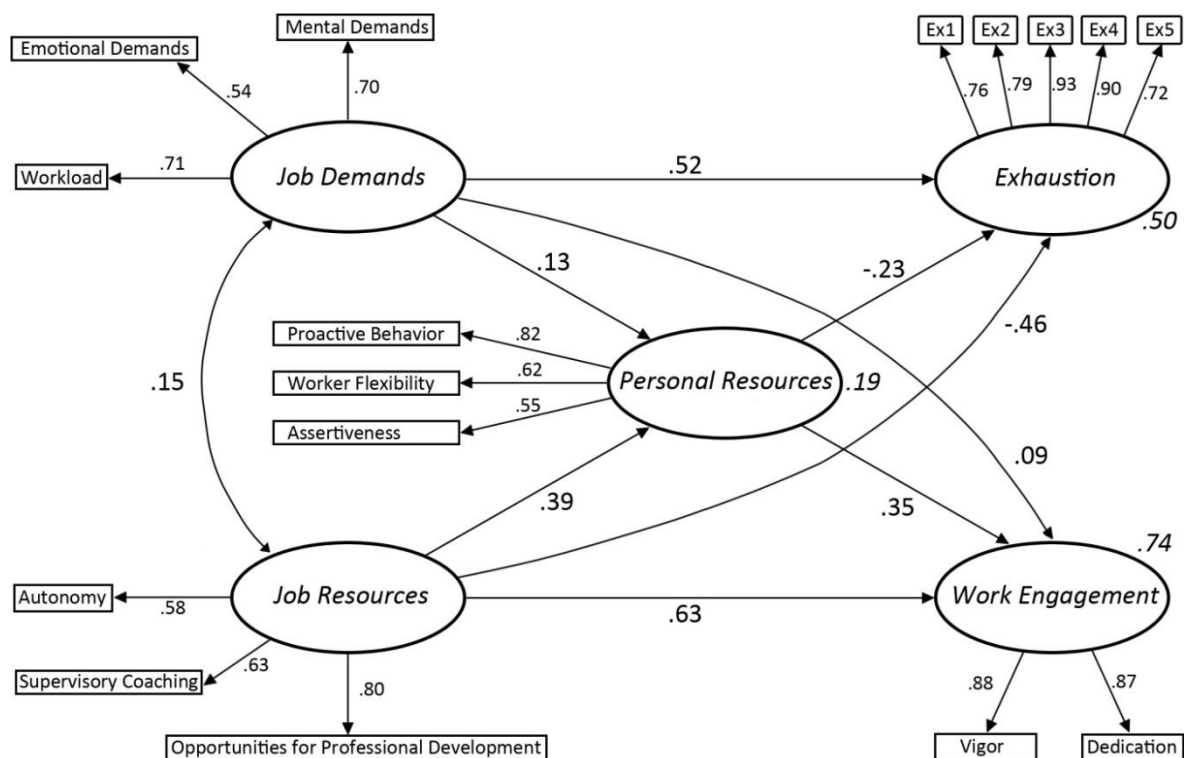 Mental Demands
Emotional Demands
Ex1 Ex2 Ex3 Ex4 Ex5
.54
.70
.76 .79 .93 .90 .72
Workload
.71
Job Demands
.52
Exhaustion
.50
.13
-.23
-.46
Proactive Behavior
.82
Worker Flexibility
.62
Assertiveness
.55
Personal Resources
.19
.15
.39
.35
.09
.74
Autonomy
.58
Job Resources
.63
Work Engagement
Supervisory Coaching
.63
.80
.88
.87
Opportunities for Professional Development
Vigor
Dedication